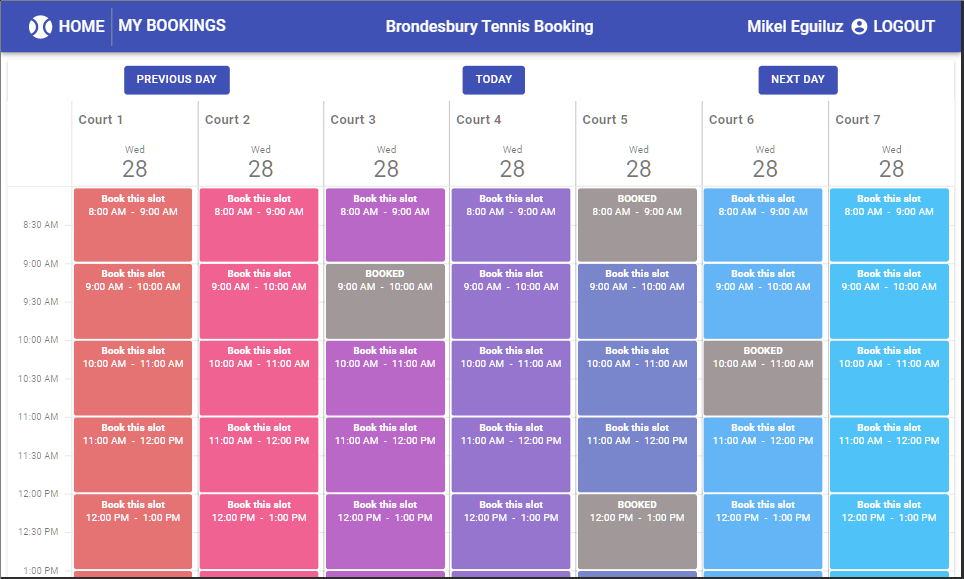 HOME MY BOOKINGS Brondesbury Tennis Booking Mikel Eguiluz LOGOUT
PREVIOUS DAY TODAY NEXT DAY
Court 1 Court 2 Court 3 Court 4 Court 5 Court 6 Court 7
Wed Wed Wed Wed Wed Wed Wed
28 28 28 28 28 28 28
Book this slot Book this slot Book this slot Book this slot BOOKED Book this slot Book this slot
8:00 AM - 9:00 AM 8:00 AM - 9:00 AM 8:00 AM - 9:00 AM 8:00 AM - 9:00 AM 8:00 AM - 9:00 AM 8:00 AM - 9:00 AM 8:00 AM - 9:00 AM
8:30 AM
9:00 AM
Book this slot Book this slot BOOKED Book this slot Book this slot Book this slot Book this slot
9:00 AM - 10:00 AM 9:00 AM - 10:00 AM 9:00 AM - 10:00 AM 9:00 AM - 10:00 AM 9:00 AM - 10:00 AM 9:00 AM - 10:00 AM 9:00 AM - 10:00 AM
9:30 AM
10:00 AM
Book this slot Book this slot Book this slot Book this slot Book this slot BOOKED Book this slot
10:00 AM - 11:00 AM 10:00 AM - 11:00 AM 10:00 AM - 11:00 AM 10:00 AM - 11:00 AM 10:00 AM - 11:00 AM 10:00 AM - 11:00 AM 10:00 AM - 11:00 AM
10:30 AM
11:00 AM
Book this slot Book this slot Book this slot Book this slot Book this slot Book this slot Book this slot
11:00 AM - 12:00 PM 11:00 AM - 12:00 PM 11:00 AM - 12:00 PM 11:00 AM - 12:00 PM 11:00 AM - 12:00 PM 11:00 AM - 12:00 PM 11:00 AM - 12:00 PM
11:30 AM
12:00 PM
Book this slot Book this slot Book this slot Book this slot BOOKED Book this slot Book this slot
12:00 PM - 1:00 PM 12:00 PM - 1:00 PM 12:00 PM - 1:00 PM 12:00 PM - 1:00 PM 12:00 PM - 1:00 PM 12:00 PM - 1:00 PM 12:00 PM - 1:00 PM
12:30 PM
1:00 PM